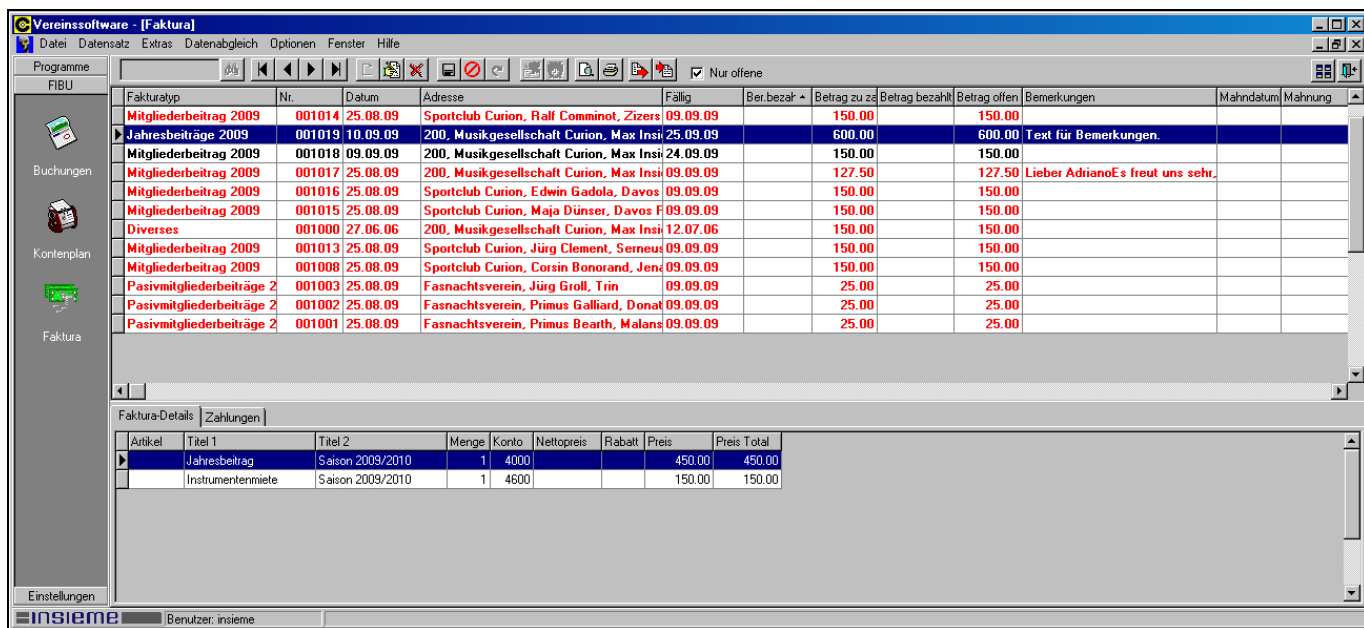 Vereinssoftware - [Faktura]
Datei Datensatz Extras Datenabgleich Optionen Fenster Hilfe
Programme
FIBU
Nur offene
Fakturatyp Nr. Datum Adresse Fällig Ber.bezah Betrag zu za Betrag bezahlt Betrag offen Bemerkungen Mahndatum Mahnung
Mitgliederbeitrag 2009 001014 25.08.09 Sportclub Curion, Ralf Comminot, Zizers 09.09.09 150.00 150.00
Jahresbeiträge 2009 001019 10.09.09 200, Musikgesellschaft Curion, Max Insi 25.09.09 600.00 600.00 Text für Bemerkungen.
Mitgliederbeitrag 2009 001018 09.09.09 200, Musikgesellschaft Curion, Max Insi 24.09.09 150.00 150.00
Mitgliederbeitrag 2009 001017 25.08.09 200, Musikgesellschaft Curion, Max Insi 09.09.09 127.50 127.50 Lieber AdrianoEs freut uns sehr,
Mitgliederbeitrag 2009 001016 25.08.09 Sportclub Curion, Edwin Gadola, Davos 09.09.09 150.00 150.00
Mitgliederbeitrag 2009 001015 25.08.09 Sportclub Curion, Maja Dünser, Davos F 09.09.09 150.00 150.00
Diverses 001000 27.06.06 200, Musikgesellschaft Curion, Max Insi 12.07.06 150.00 150.00
Mitgliederbeitrag 2009 001013 25.08.09 Sportclub Curion, Jürg Clement, Serneus 09.09.09 150.00 150.00
Mitgliederbeitrag 2009 001008 25.08.09 Sportclub Curion, Corsin Bonorand, Jena 09.09.09 150.00 150.00
Pasivmitgliederbeiträge 2 001003 25.08.09 Fasnachtsverein, Jürg Groll, Trin 09.09.09 25.00 25.00
Pasivmitgliederbeiträge 2 001002 25.08.09 Fasnachtsverein, Primus Galliard, Donat 09.09.09 25.00 25.00
Pasivmitgliederbeiträge 2 001001 25.08.09 Fasnachtsverein, Primus Bearth, Malans 09.09.09 25.00 25.00
Buchungen
Kontenplan
Faktura
Faktura-Details Zahlungen
Artikel Titel 1 Titel 2 Menge Konto Nettopreis Rabatt Preis Preis Total
Jahresbeitrag Saison 2009/2010 1 4000 450.00 450.00
Instrumentenmiete Saison 2009/2010 1 4600 150.00 150.00
Einstellungen
insieme Benutzer: insieme